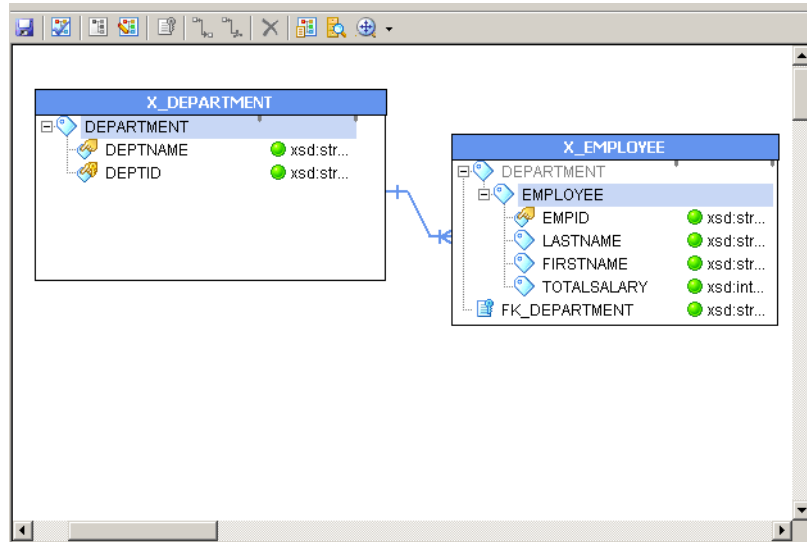 X_DEPARTMENT
DEPARTMENT
DEPTNAME xsd:str...
DEPTID xsd:str...
X_EMPLOYEE
DEPARTMENT
EMPLOYEE
EMPID xsd:str...
LASTNAME xsd:str...
FIRSTNAME xsd:str...
TOTALSALARY xsd:int...
FK_DEPARTMENT xsd:str...